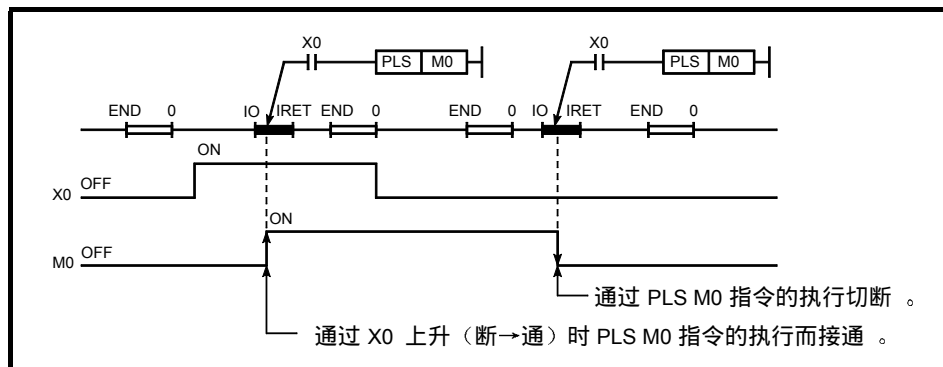 X0 X0
PLS M0 PLS M0
END 0 IO IRET END 0 END 0 IO IRET END 0
ON
X0 OFF
ON
M0 OFF
通过 PLS M0 指令的执行切断 。
通过 X0 上升（断→通）时 PLS M0 指令的执行而接通 。